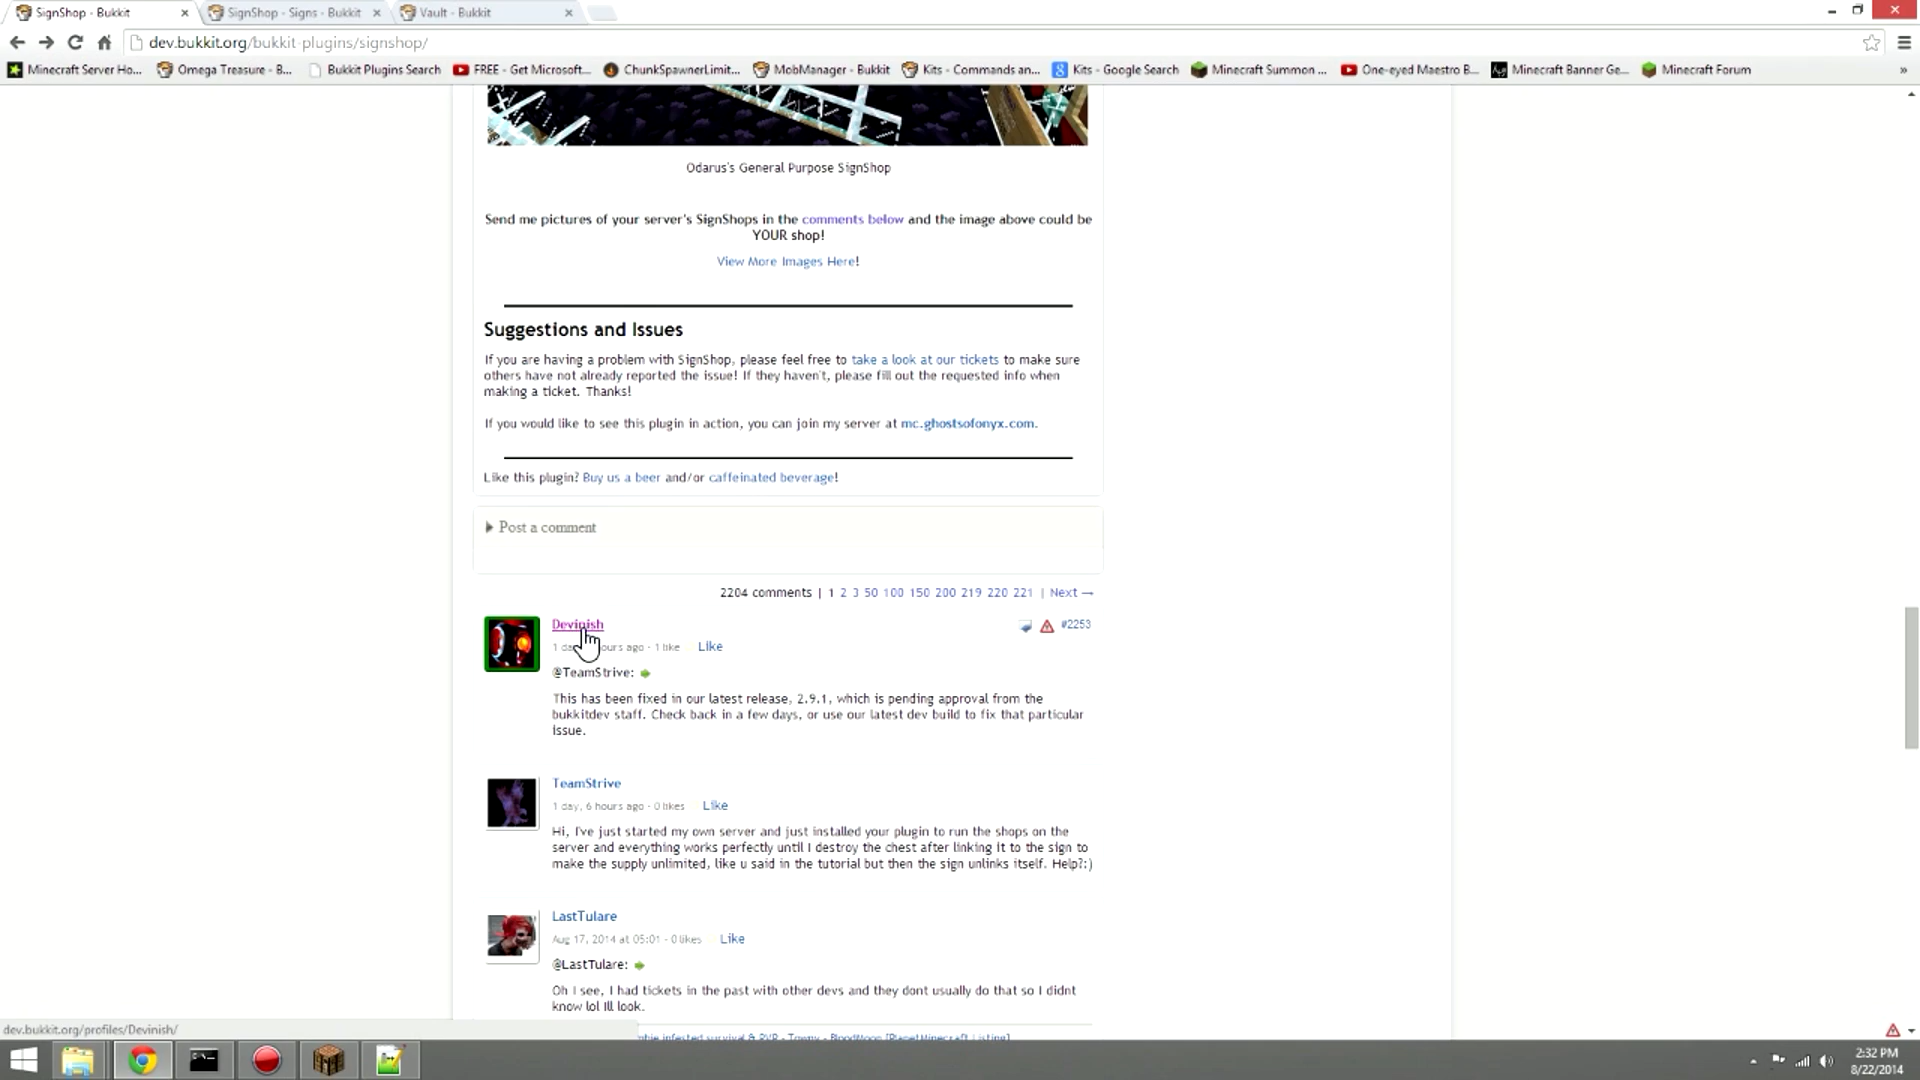 SignShop - Bukkit
SignShop - Signs - Bukkit
Vault - Bukkit
dev.bukkit.org/bukkit-plugins/signshop/
Minecraft Server Ho...
Omega Treasure - B...
Bukkit Plugins Search
FREE - Get Microsoft...
ChunkSpawnerLimit...
MobManager - Bukkit
Kits - Commands an...
Kits - Google Search
Minecraft Summon ...
One-eyed Maestro B...
Minecraft Banner Ge...
Minecraft Forum
»
Odarus's General Purpose SignShop
Send me pictures of your server's SignShops in the comments below and the image above could be
YOUR shop!
View More Images Here!
Suggestions and Issues
If you are having a problem with SignShop, please feel free to take a look at our tickets to make sure
others have not already reported the issue! If they haven't, please fill out the requested info when
making a ticket. Thanks!
If you would like to see this plugin in action, you can join my server at mc.ghostsofonyx.com.
Like this plugin? Buy us a beer and/or caffeinated beverage!
Post a comment
2204 comments | 1 2 3 50 100 150 200 219 220 221 | Next →
Devinish
#2253
1 hours ago - 1 like Like
@TeamStrive:
This has been fixed in our latest release, 2.9.1, which is pending approval from the
bukkitdev staff. Check back in a few days, or use our latest dev build to fix that particular
issue.
TeamStrive
1 day, 6 hours ago - 0 likes Like
Hi, I've just started my own server and just installed your plugin to run the shops on the
server and everything works perfectly until I destroy the chest after linking it to the sign to
make the supply unlimited, like u said in the tutorial but then the sign unlinks itself. Help?:)
LastTulare
Aug 17, 2014 at 05:01 - 0 likes Like
@LastTulare:
Oh I see, I had tickets in the past with other devs and they dont usually do that so I didnt
know lol Ill look.
infested survival & PVP - Towny - BloodMoon [PlanetMinecraft Listing]
dev.bukkit.org/profiles/Devinish/
2:32 PM
8/22/2014